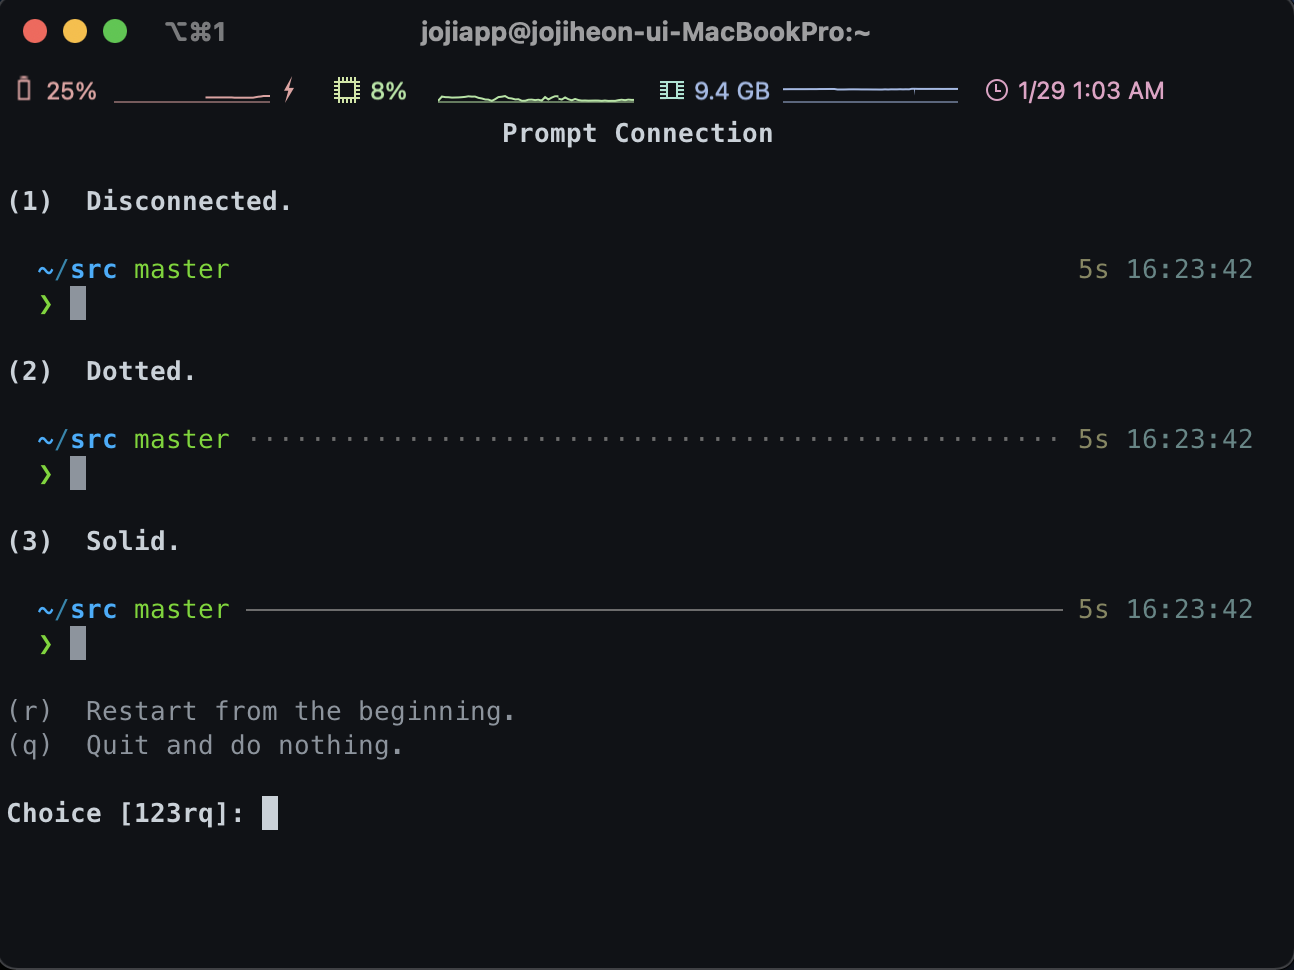 ⌥⌘1 jojiapp@jojiheon-ui-MacBookPro:~
25% 8% 9.4 GB 1/29 1:03 AM
Prompt Connection
(1) Disconnected.
~/src master 5s 16:23:42
❯
(2) Dotted.
~/src master ··················································· 5s 16:23:42
❯
(3) Solid.
~/src master ─────────────────────────────────────────────────── 5s 16:23:42
❯
(r) Restart from the beginning.
(q) Quit and do nothing.
Choice [123rq]: